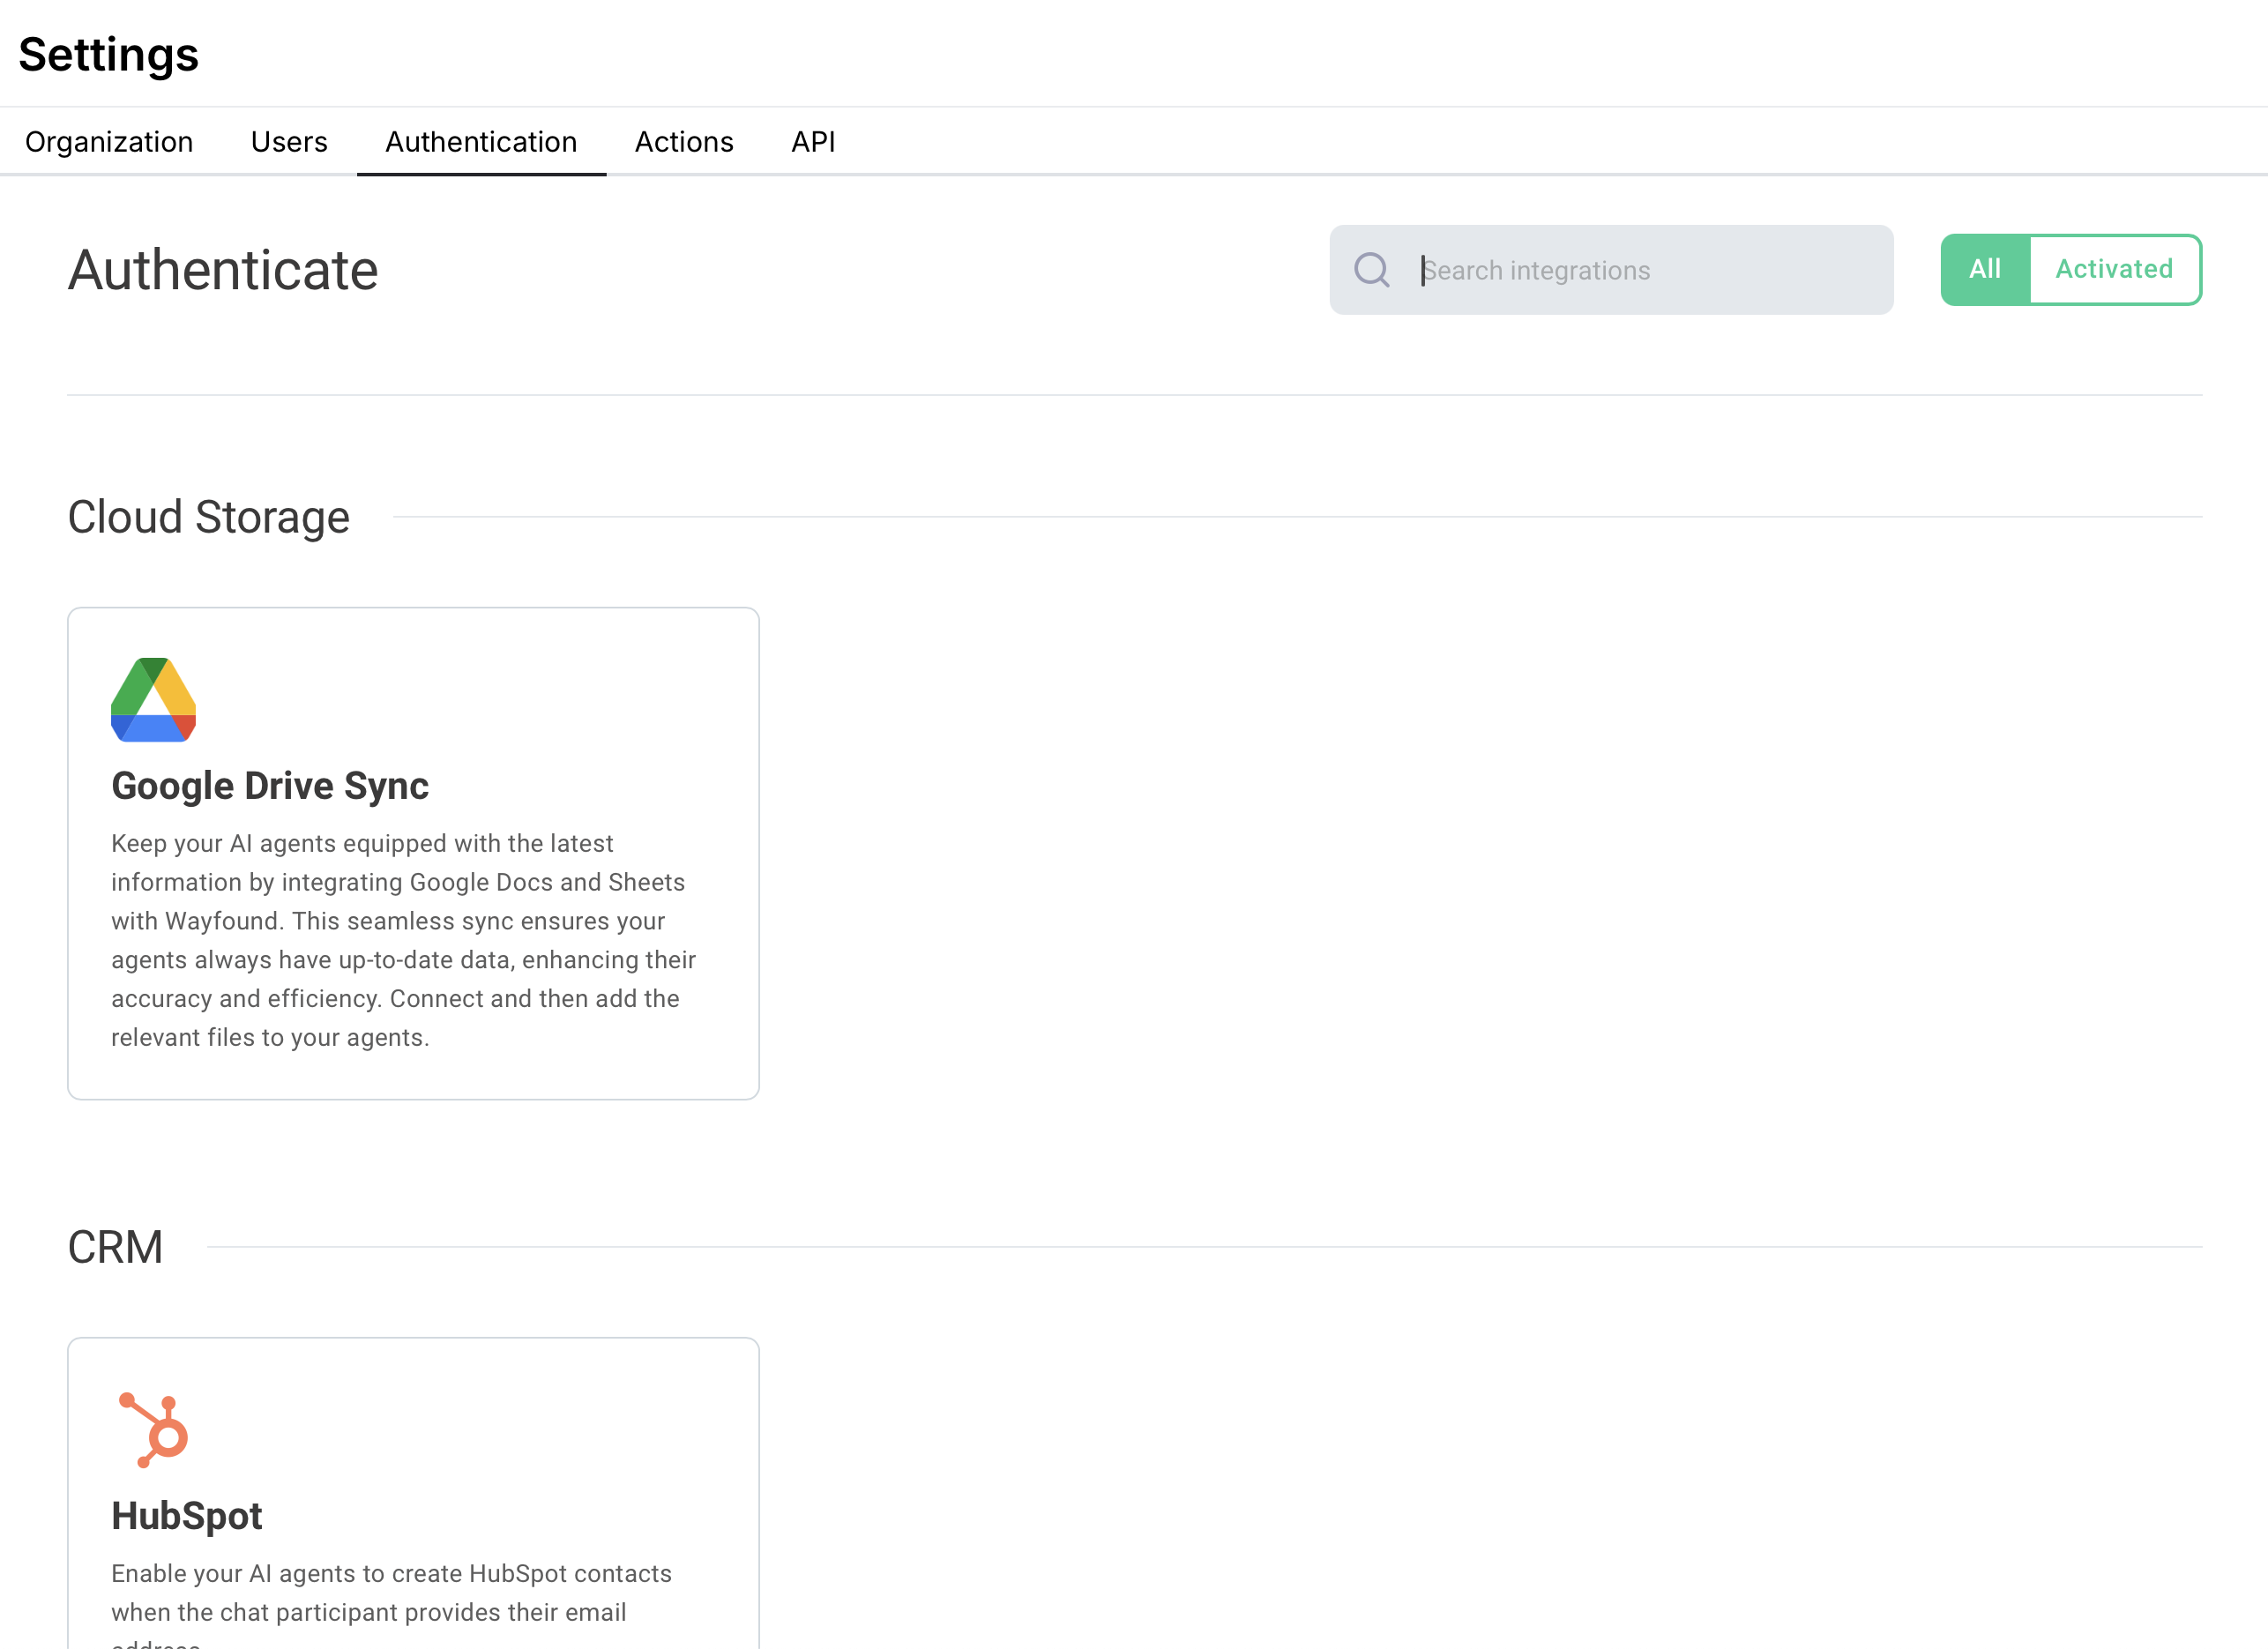 Settings
Organization Users Authentication Actions API
Authenticate
Search integrations
All Activated
Cloud Storage
Google Drive Sync
Keep your AI agents equipped with the latest
information by integrating Google Docs and Sheets
with Wayfound. This seamless sync ensures your
agents always have up-to-date data, enhancing their
accuracy and efficiency. Connect and then add the
relevant files to your agents.
CRM
HubSpot
Enable your AI agents to create HubSpot contacts
when the chat participant provides their email